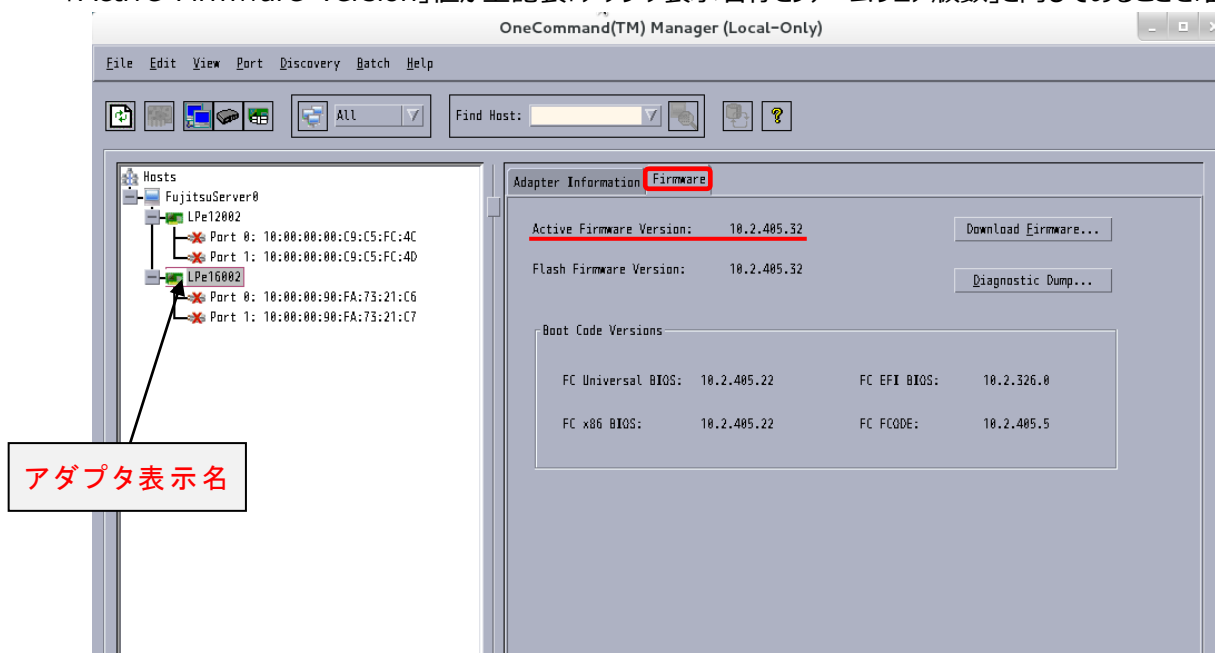 OneCommand(TM) Manager (Local-Only)
File Edit View Port Discovery Batch Help
All
Find Host:
Hosts
FujitsuServer0
LPe12002
Port 0: 10:00:00:00:C9:C5:FC:4C
Port 1: 10:00:00:00:C9:C5:FC:4D
LPe16002
Port 0: 10:00:00:90:FA:73:21:C6
Port 1: 10:00:00:90:FA:73:21:C7
アダプタ表示名
Adapter Information Firmware
Active Firmware Version: 10.2.405.32
Download Firmware...
Flash Firmware Version: 10.2.405.32
Diagnostic Dump...
Boot Code Versions
FC Universal BIOS: 10.2.405.22 FC EFI BIOS: 10.2.326.0
FC x86 BIOS: 10.2.405.22 FC FCODE: 10.2.405.5